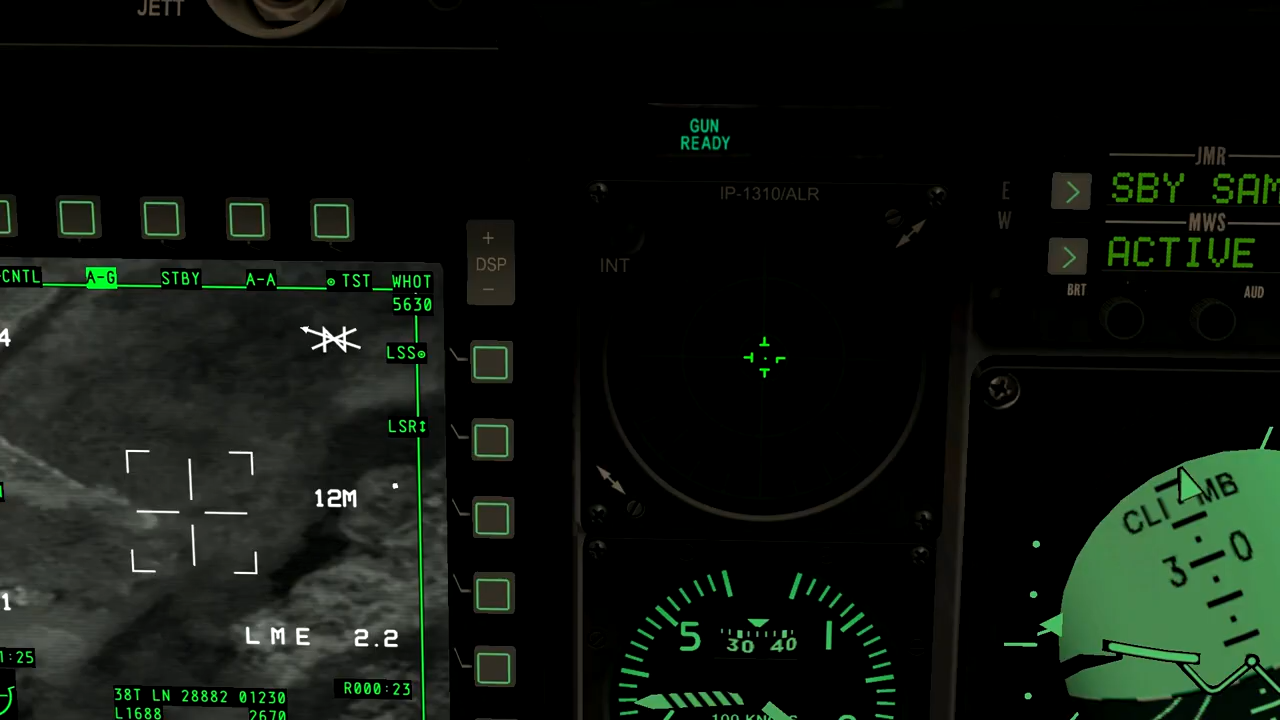 JETT
GUN
READY
IP-1310/ALR
INT
E
W
JMR
SBY SAM
MWS
ACTIVE
BRT
AUD
+
DSP
-
CNTL
A-G
STBY
A-A
TST
WHOT
5630
4
LSS
LSR
12M
1
LME 2.2
1:25
38T LN 28882 01230
R000:23
L1688
2670
5
30 40
1
CLIMB
3 0